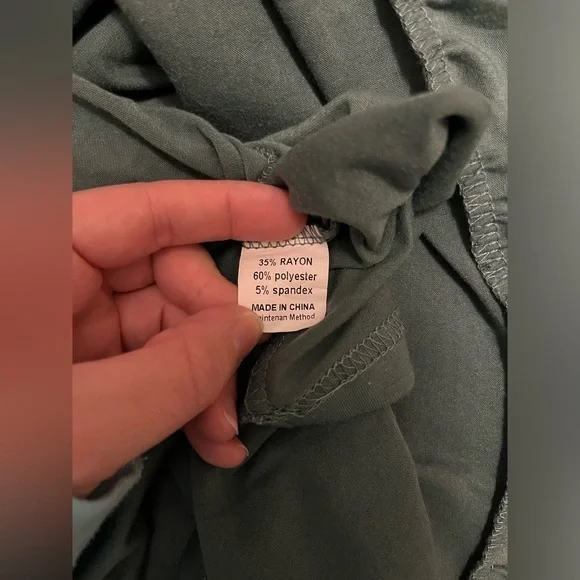 35% RAYON
60% polyester
5% spandex
MADE IN CHINA
Method